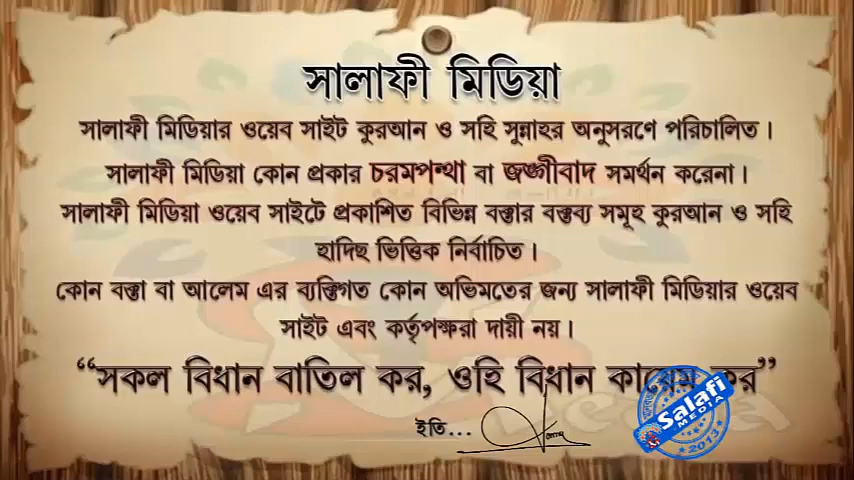 সালাফী মিডিয়া
সালাফী মিডিয়ার ওয়েব সাইট কুরআন ও সহি সুন্নাহর অনুসরণে পরিচালিত।
সালাফী মিডিয়া কোন প্রকার চরমপন্থা বা জঙ্গীবাদ সমর্থন করেনা।
সালাফী মিডিয়া ওয়েব সাইটে প্রকাশিত বিভিন্ন বক্তার বক্তব্য সমূহ কুরআন ও সহি
হাদিছ ভিত্তিক নির্বাচিত।
কোন বক্তা বা আলেম এর ব্যক্তিগত কোন অভিমতের জন্য সালাফী মিডিয়ার ওয়েব
সাইট এবং কর্তৃপক্ষরা দায়ী নয়।
“সকল বিধান বাতিল কর, ওহি বিধান কায়েম কর”
ইতি...
Salafi
MEDIA
2013